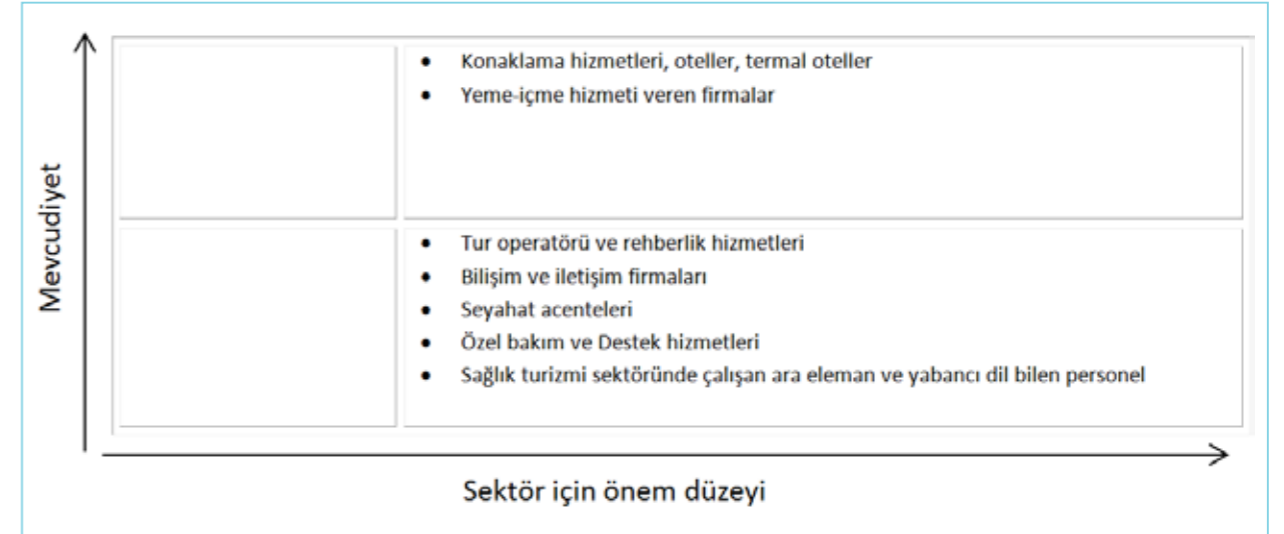 Mevcudiyet
• Konaklama hizmetleri, oteller, termal oteller
• Yeme-içme hizmeti veren firmalar
• Tur operatörü ve rehberlik hizmetleri
• Bilişim ve iletişim firmaları
• Seyahat acenteleri
• Özel bakım ve Destek hizmetleri
• Sağlık turizmi sektöründe çalışan ara eleman ve yabancı dil bilen personel
Sektör için önem düzeyi